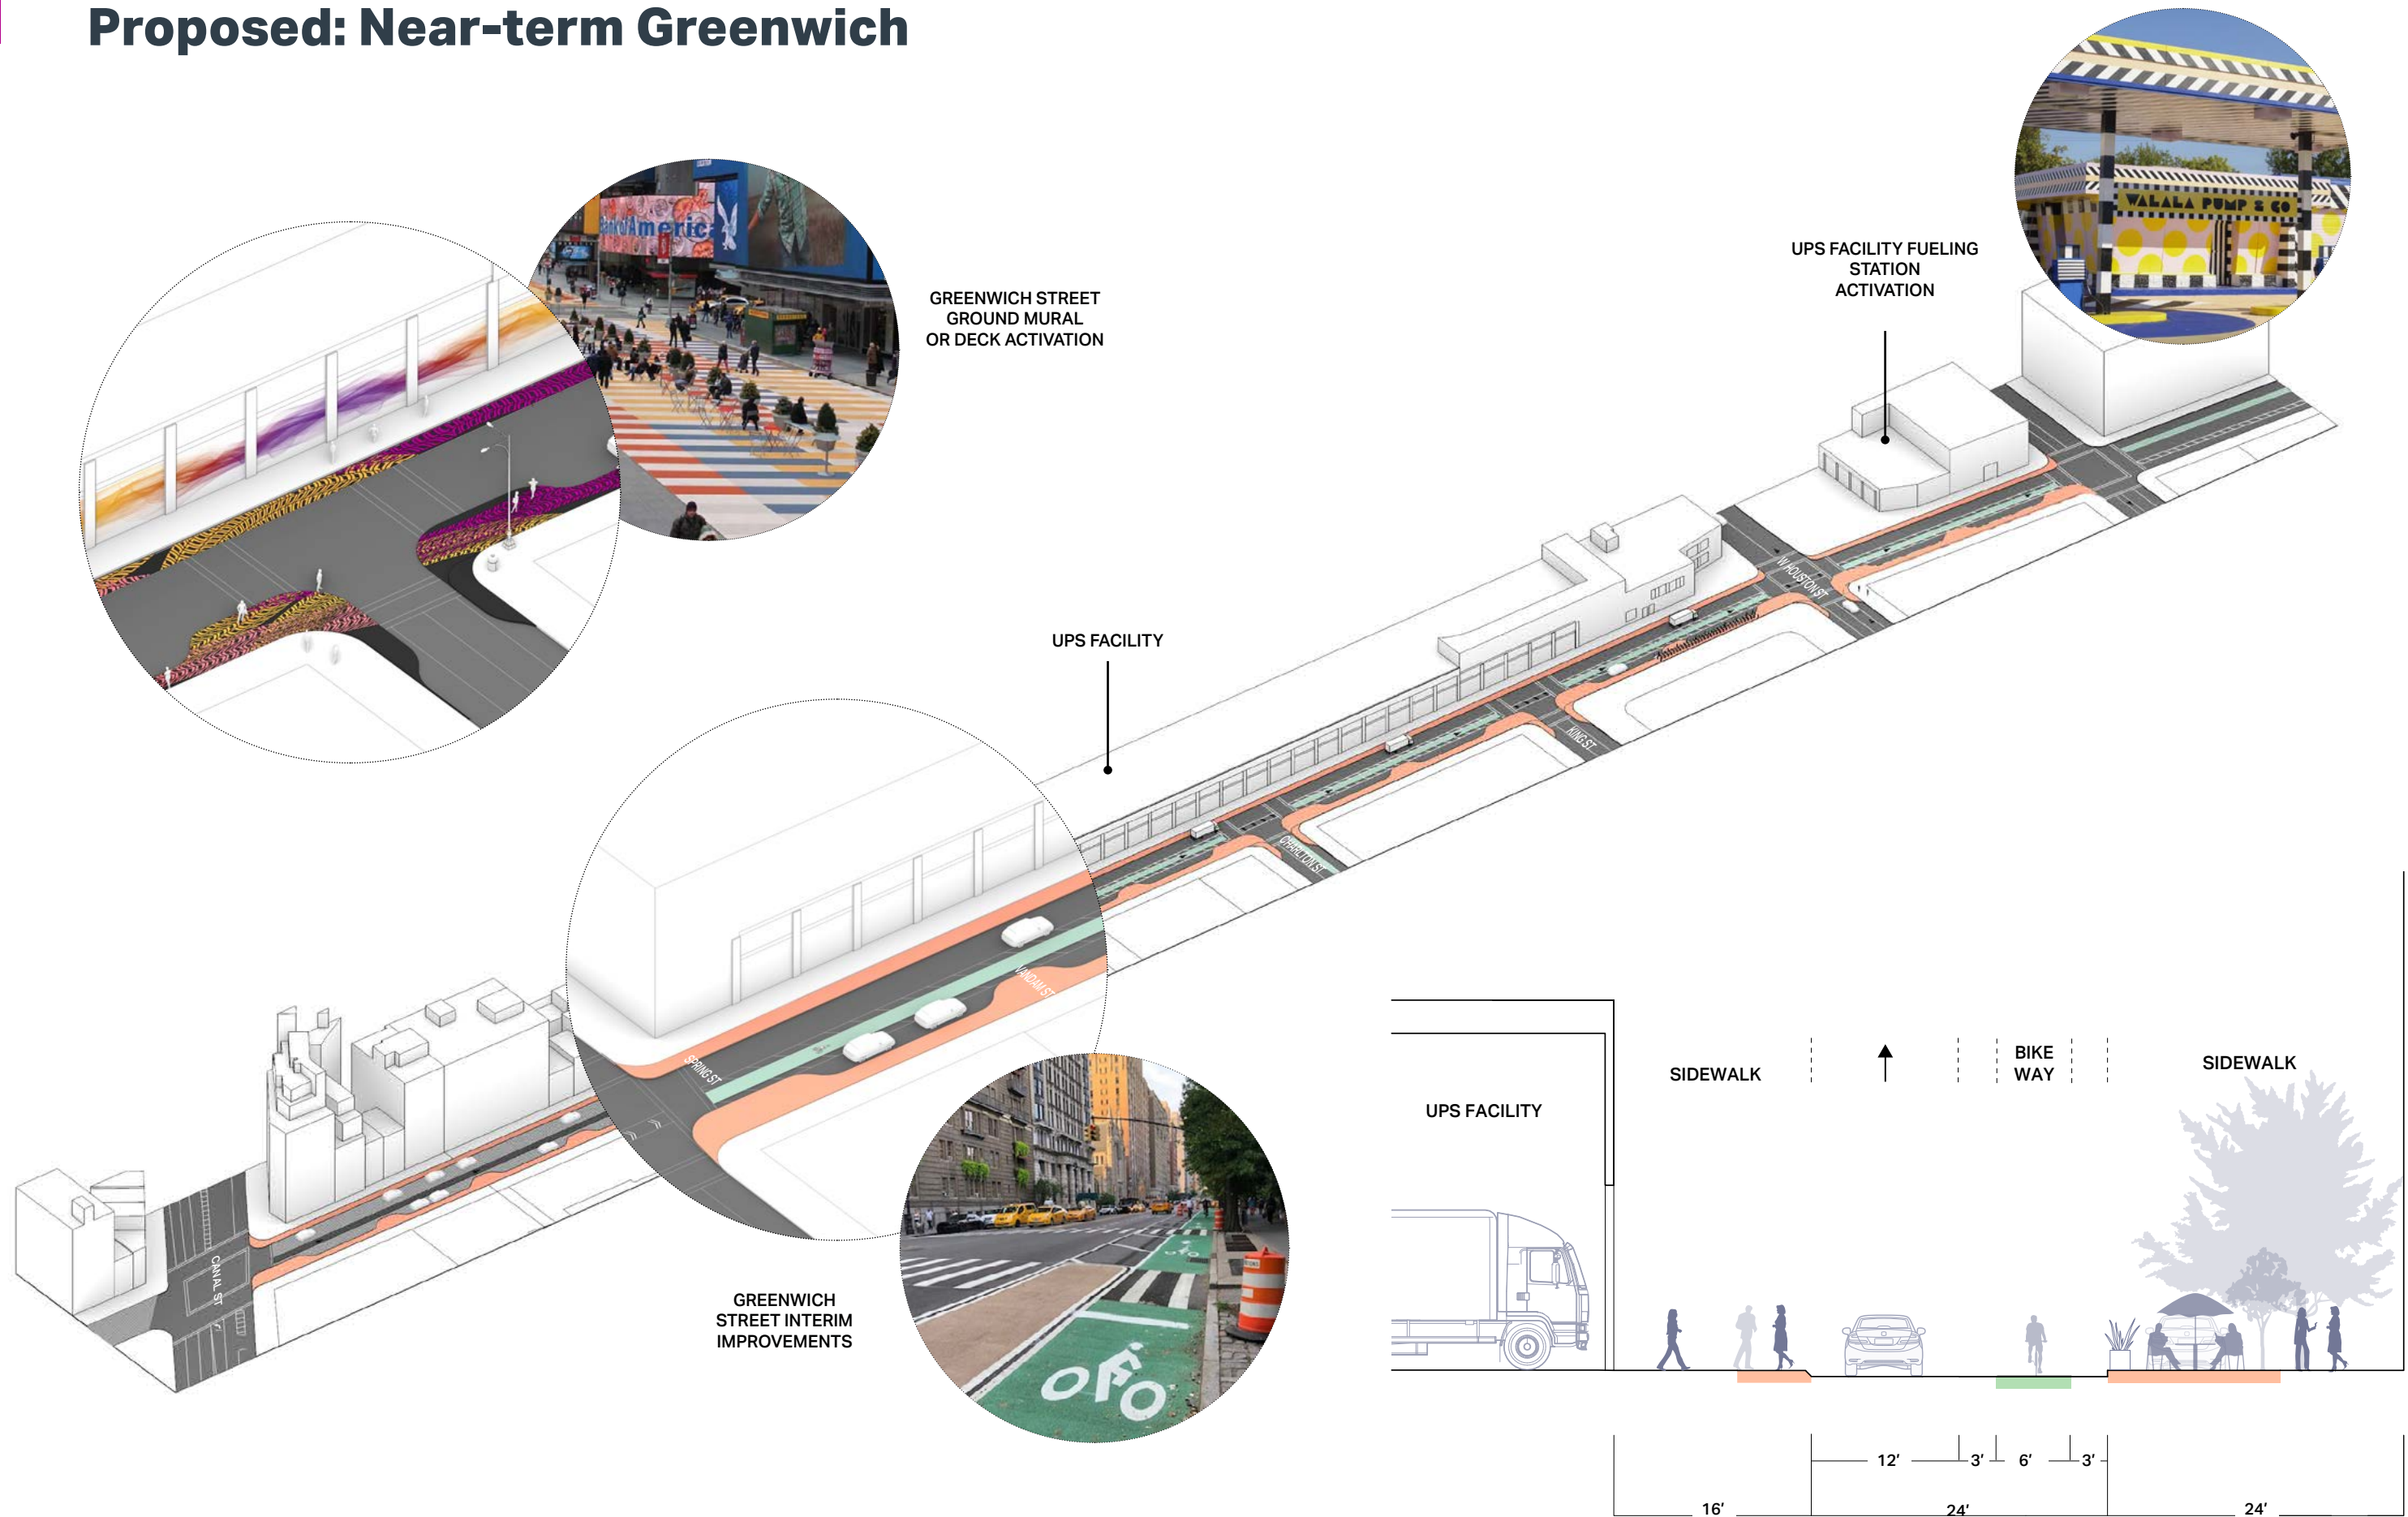 Proposed: Near-term Greenwich
WALALA PUMP & CO
BankofAmerica
GREENWICH STREET
GROUND MURAL
OR DECK ACTIVATION
UPS FACILITY FUELING
STATION
ACTIVATION
UPS FACILITY
W HOUSTON ST
KING ST
CHARLTON ST
VANDAM ST
SPRING ST
CANAL ST
GREENWICH
STREET INTERIM
IMPROVEMENTS
SIDEWALK
BIKE
WAY
SIDEWALK
UPS FACILITY
12' 3' 6' 3'
16' 24' 24'